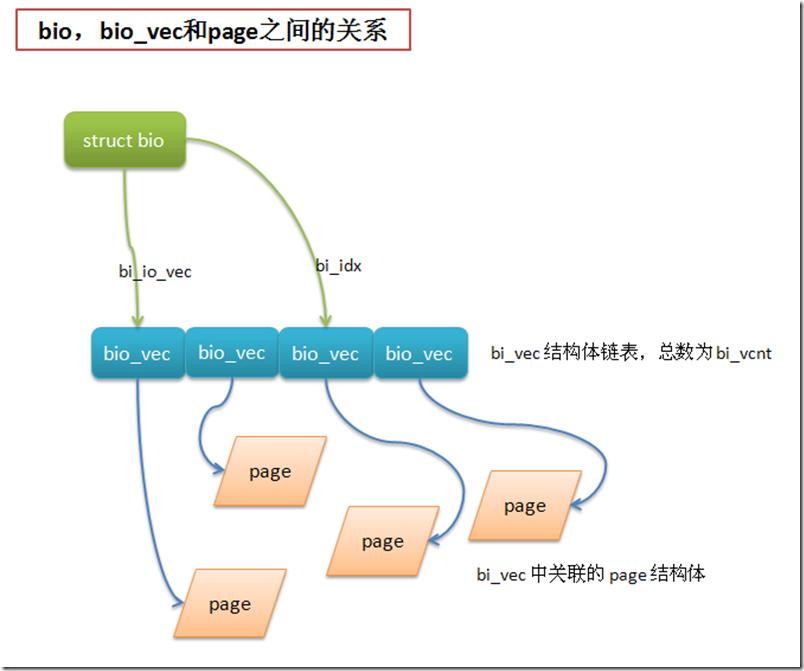 bio，bio_vec和page之间的关系
struct bio
bi_io_vec
bi_idx
bio_vec
bio_vec
bio_vec
bio_vec
bi_vec 结构体链表，总数为 bi_vcnt
page
page
page
page
bi_vec 中关联的 page 结构体